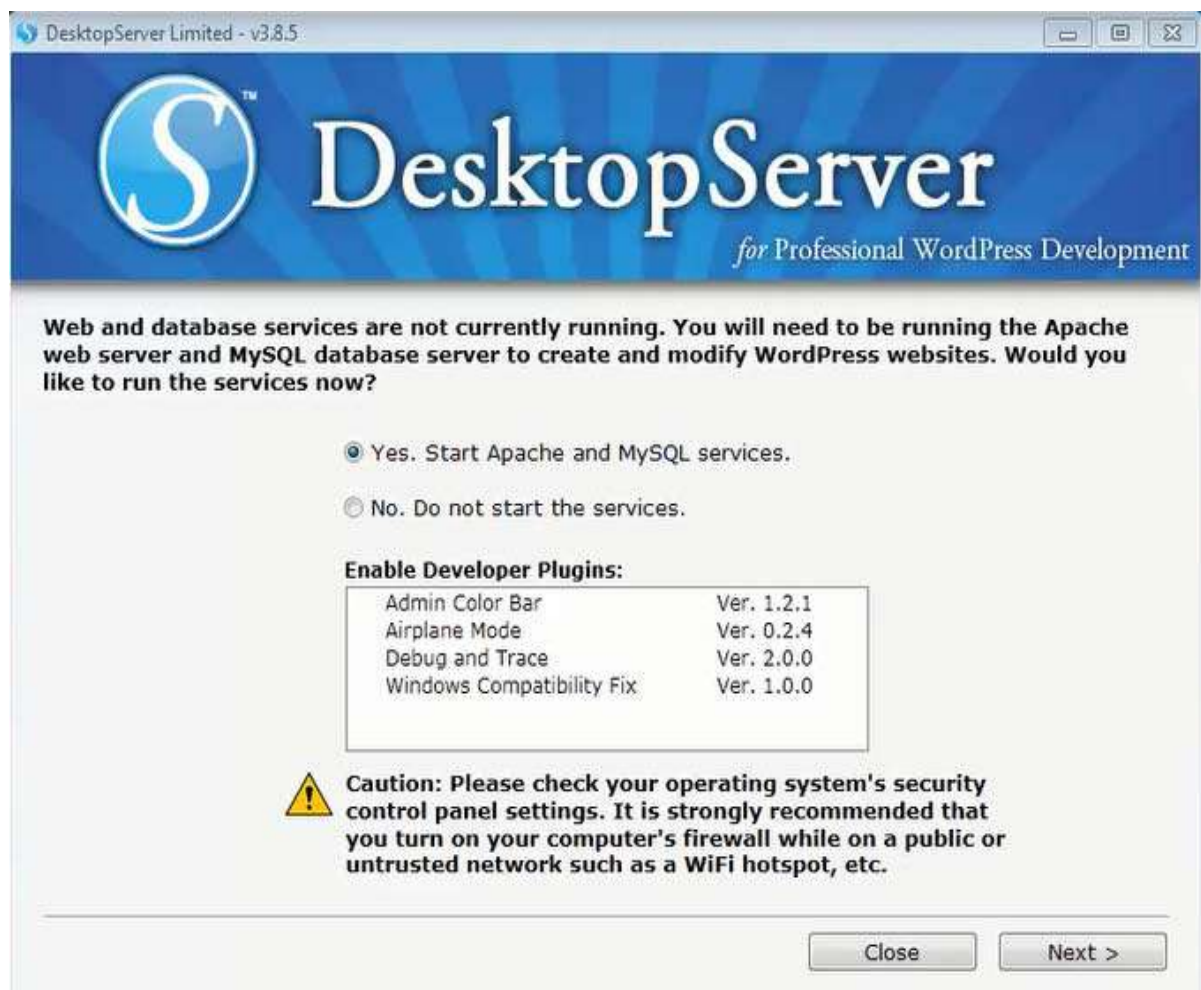 DesktopServer Limited - v3.8.5
S™
DesktopServer
for Professional WordPress Development
Web and database services are not currently running. You will need to be running the Apache
web server and MySQL database server to create and modify WordPress websites. Would you
like to run the services now?
Yes. Start Apache and MySQL services.
No. Do not start the services.
Enable Developer Plugins:
Admin Color Bar Ver. 1.2.1
Airplane Mode Ver. 0.2.4
Debug and Trace Ver. 2.0.0
Windows Compatibility Fix Ver. 1.0.0
Caution: Please check your operating system's security
control panel settings. It is strongly recommended that
you turn on your computer's firewall while on a public or
untrusted network such as a WiFi hotspot, etc.
Close Next >